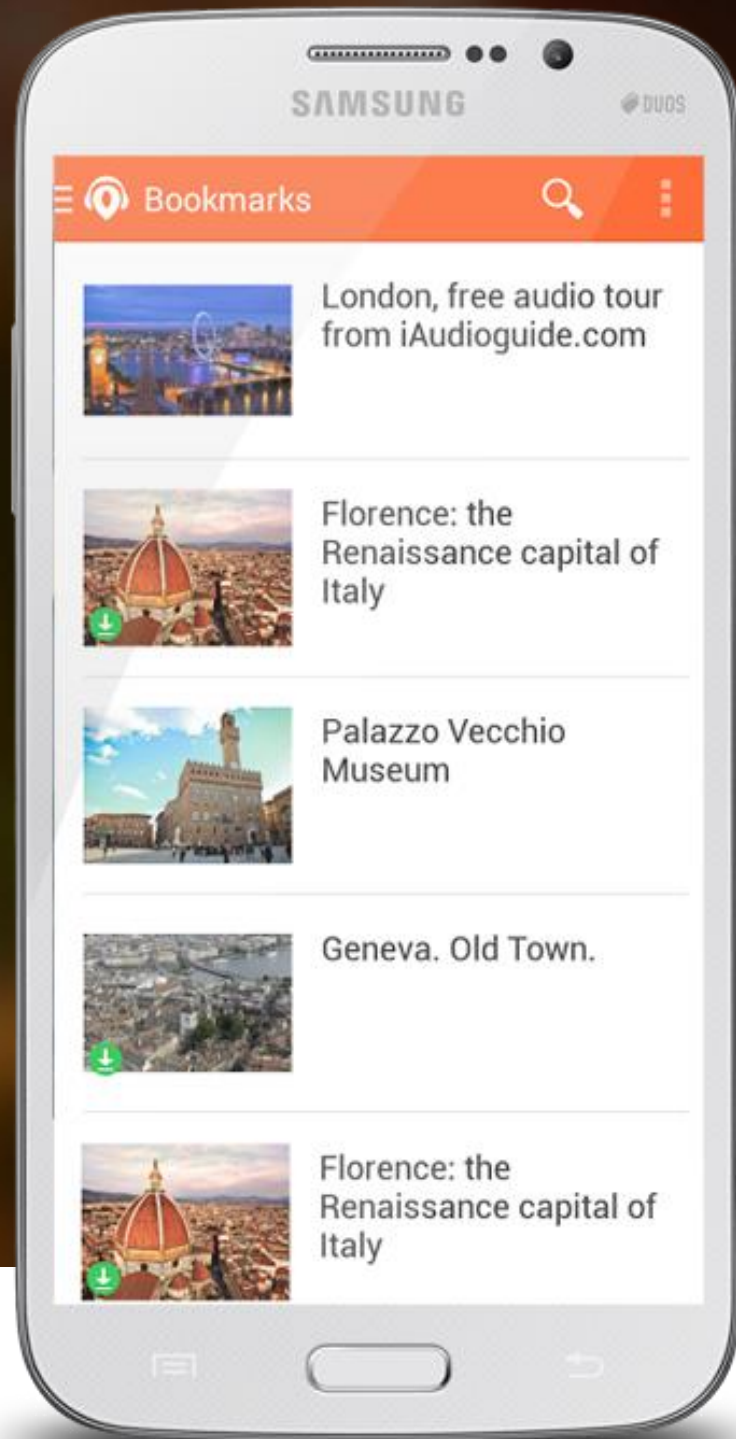 SAMSUNG
DUOS
Bookmarks
London, free audio tour
from iAudioguide.com
Florence: the
Renaissance capital of
Italy
Palazzo Vecchio
Museum
Geneva. Old Town.
Florence: the
Renaissance capital of
Italy